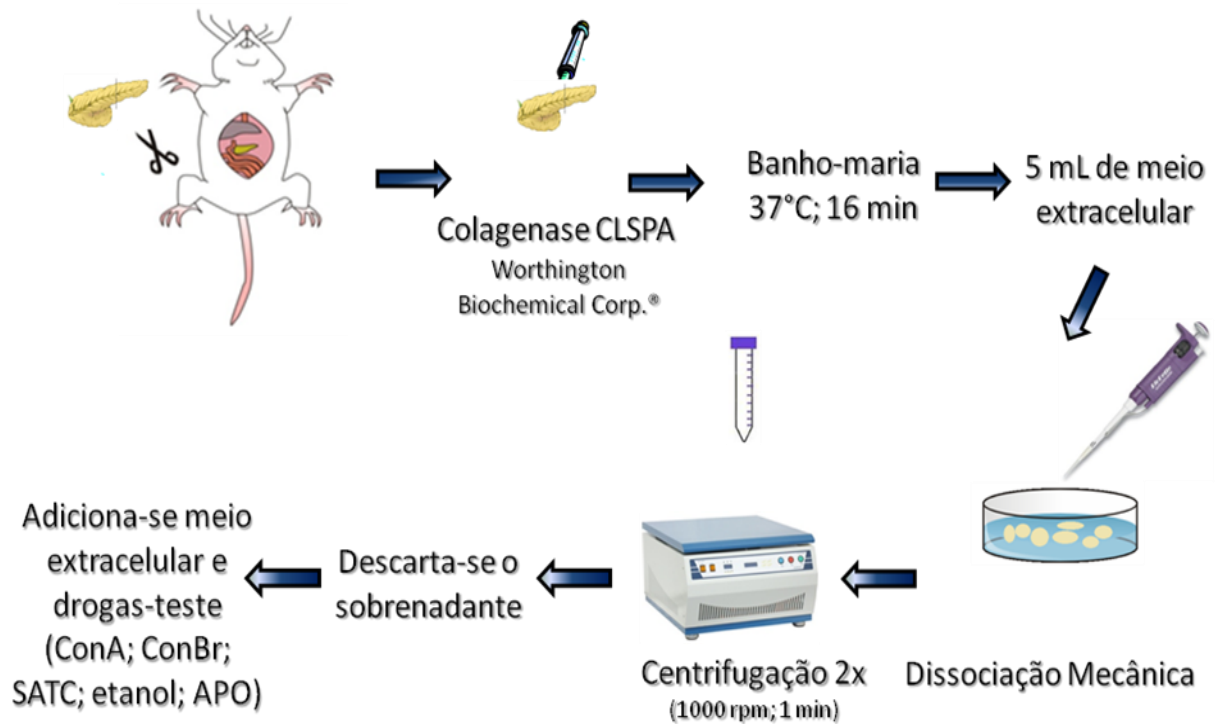 Colagenase CLSPA
Worthington
Biochemical Corp.®
Banho-maria
37°C; 16 min
5 mL de meio
extracelular
Dissociação Mecânica
Centrifugação 2x
(1000 rpm; 1 min)
Descarta-se o
sobrenadante
Adiciona-se meio
extracelular e
drogas-teste
(ConA; ConBr;
SATC; etanol; APO)